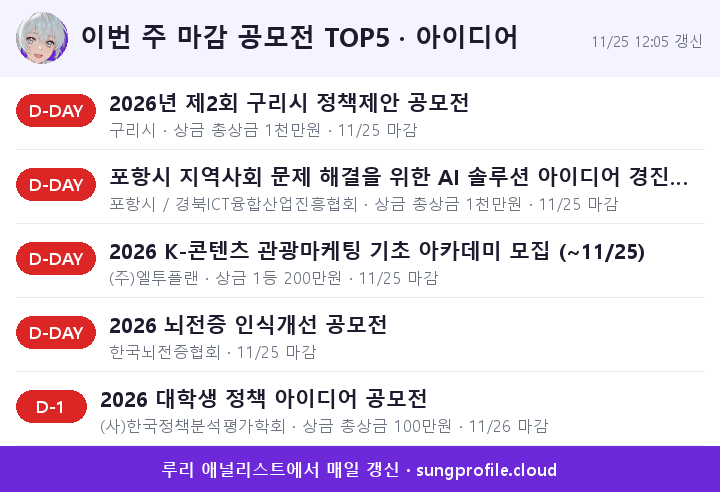 이번 주 마감 공모전 TOP5 · 아이디어
11/25 12:05 갱신
D-DAY
2026년 제2회 구리시 정책제안 공모전
구리시 · 상금 총상금 1천만원 · 11/25 마감
D-DAY
포항시 지역사회 문제 해결을 위한 AI 솔루션 아이디어 경진...
포항시 / 경북ICT융합산업진흥협회 · 상금 총상금 1천만원 · 11/25 마감
D-DAY
2026 K-콘텐츠 관광마케팅 기초 아카데미 모집 (~11/25)
(주)엘투플랜 · 상금 1등 200만원 · 11/25 마감
D-DAY
2026 뇌전증 인식개선 공모전
한국뇌전증협회 · 11/25 마감
D-1
2026 대학생 정책 아이디어 공모전
(사)한국정책분석평가학회 · 상금 총상금 100만원 · 11/26 마감
루리 애널리스트에서 매일 갱신 · sungprofile.cloud